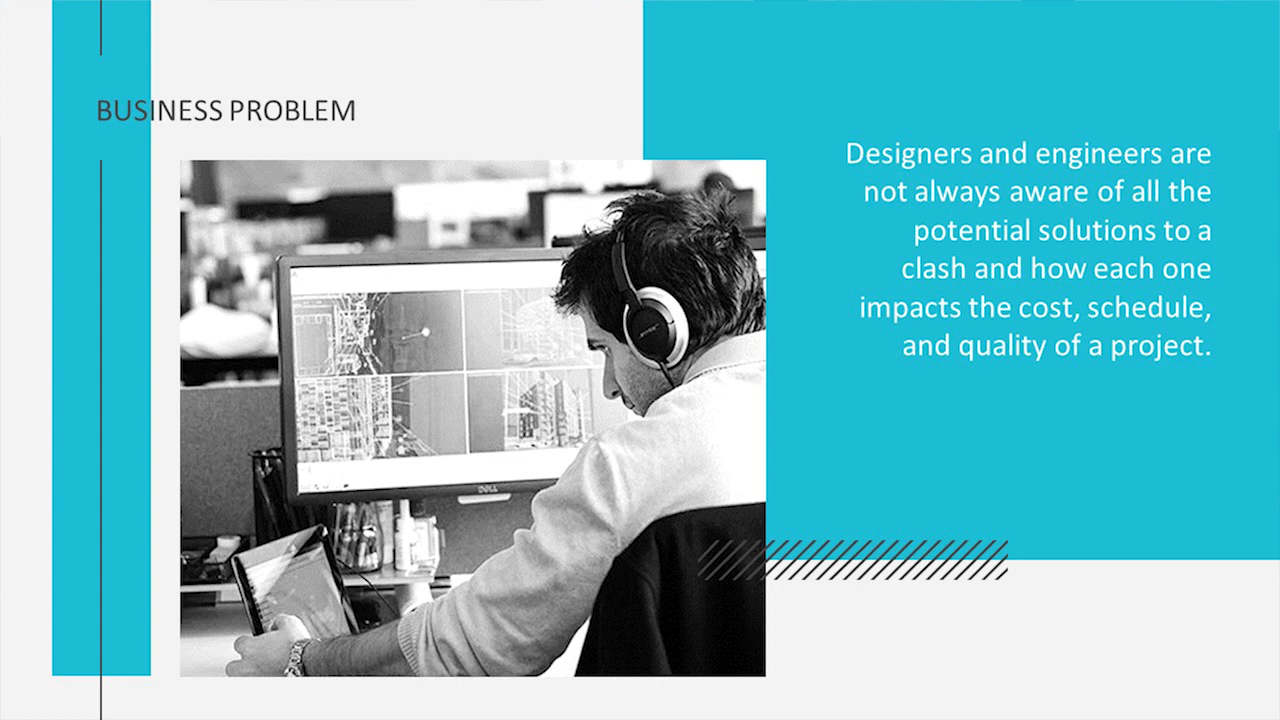 BUSINESS PROBLEM
Designers and engineers are
not always aware of all the
potential solutions to a
clash and how each one
impacts the cost, schedule,
and quality of a project.
DELL